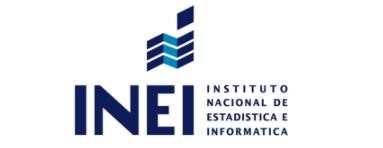 INEI
INSTITUTO
NACIONAL DE
ESTADISTICA E
INFORMATICA